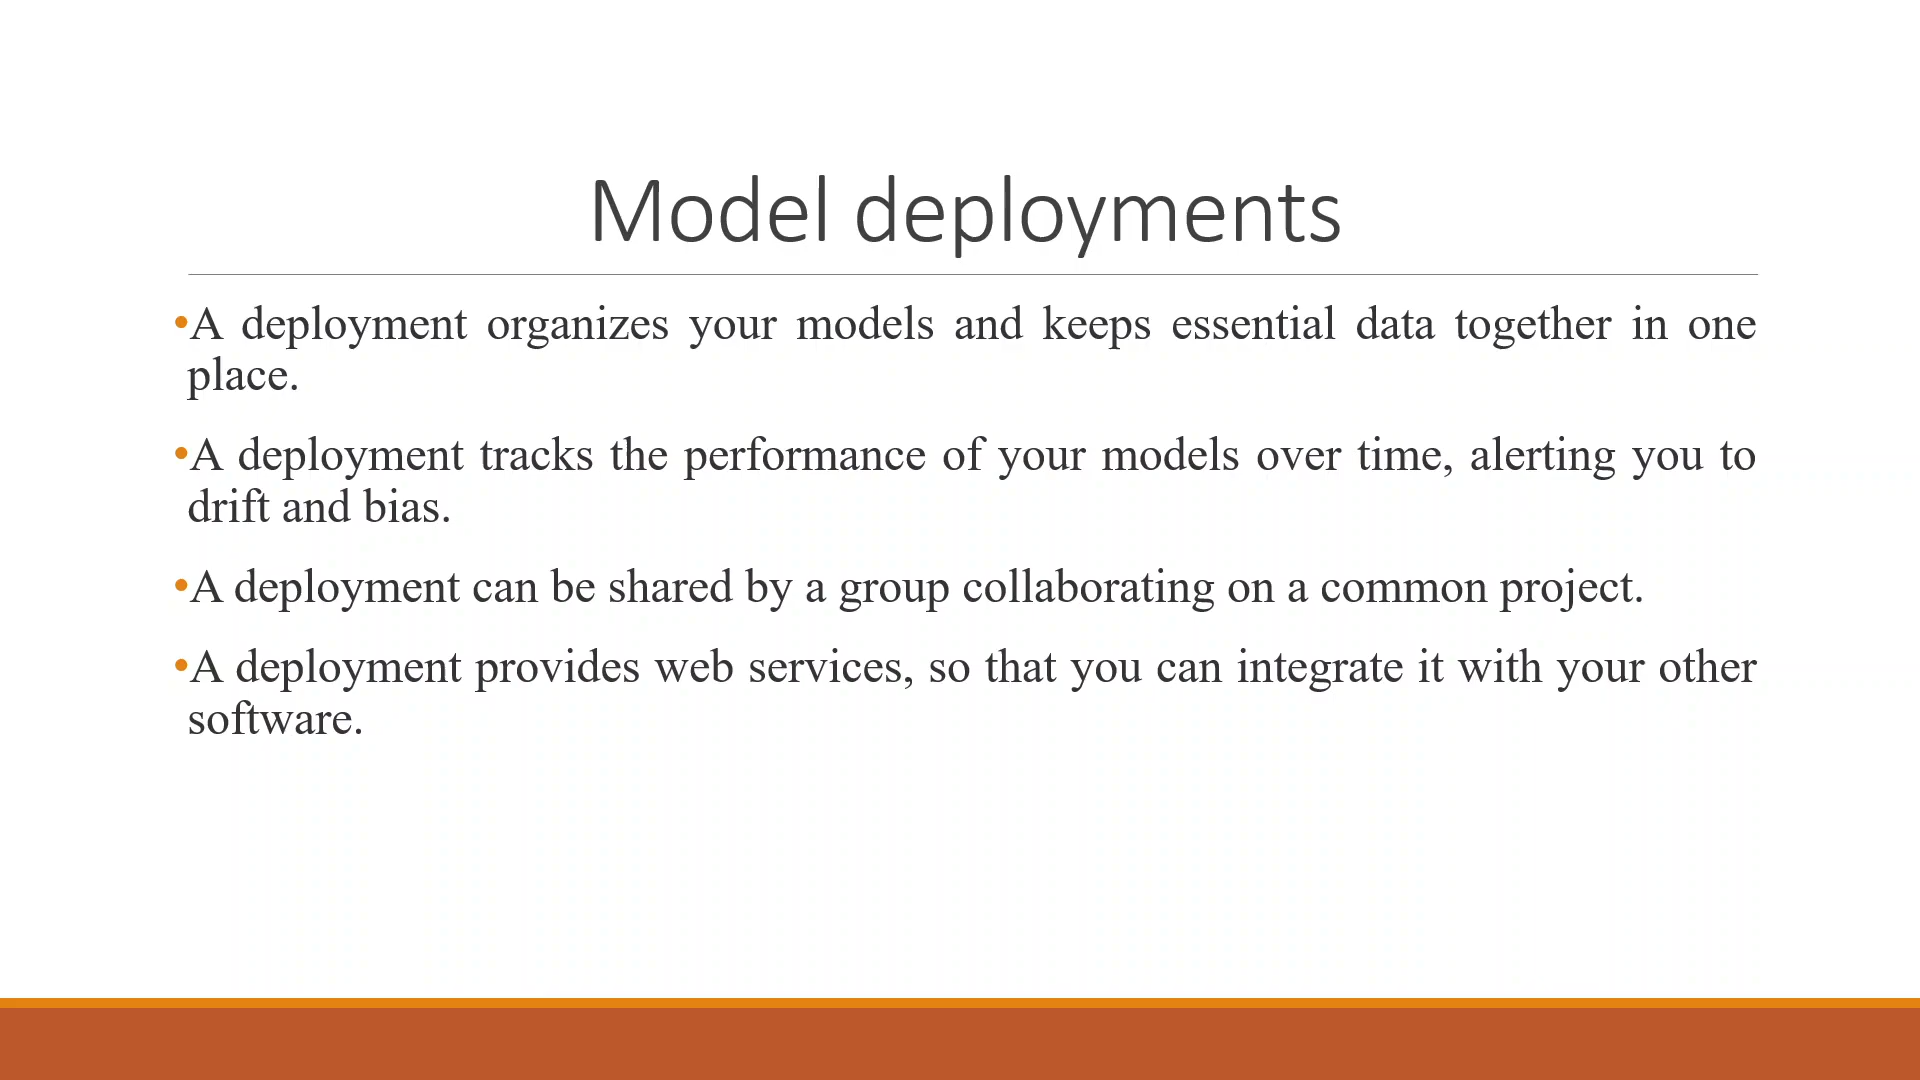 Model deployments
•A deployment organizes your models and keeps essential data together in one
place.
•A deployment tracks the performance of your models over time, alerting you to
drift and bias.
•A deployment can be shared by a group collaborating on a common project.
•A deployment provides web services, so that you can integrate it with your other
software.